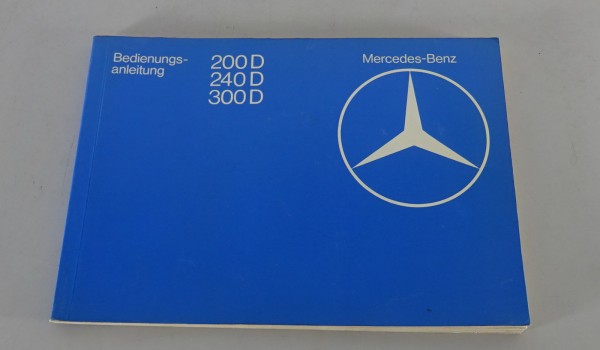 Bedienungs-
anleitung
200 D
240 D
300 D
Mercedes-Benz